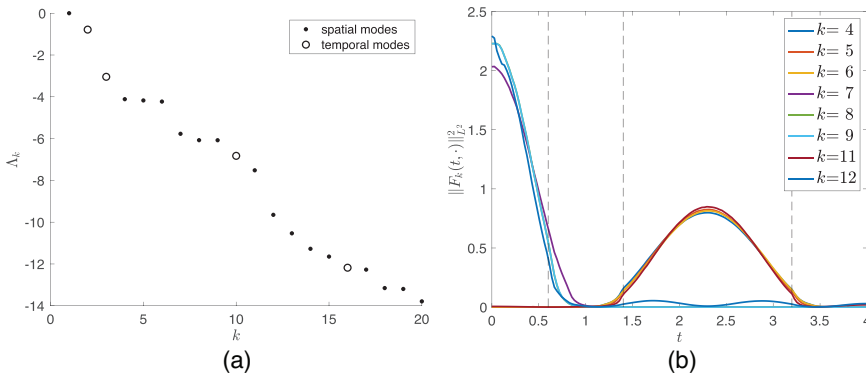 0
-2
-4
-6
-8
-10
-12
-14
Λk
0
5
10
15
20
k
spatial modes
temporal modes
(a)
2.5
2
1.5
1
0.5
0
||Fk(t, ·)||²L²
0
0.5
1
1.5
2
2.5
3
3.5
4
t
k= 4
k= 5
k= 6
k= 7
k= 8
k= 9
k=11
k=12
(b)